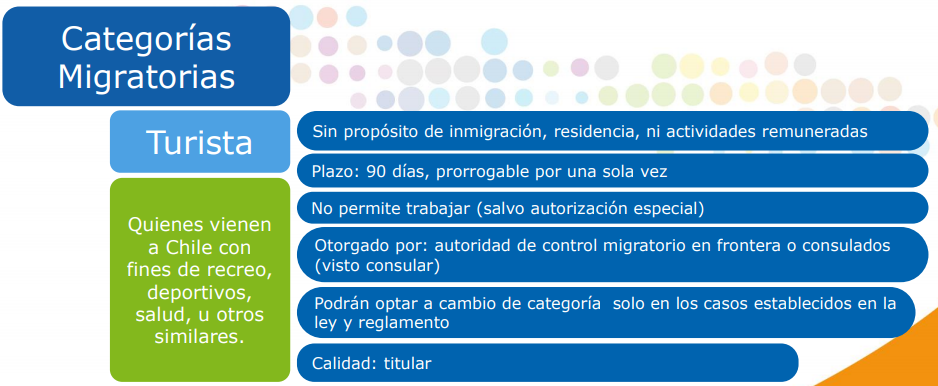 Categorías
Migratorias
Turista
Quienes vienen
a Chile con
fines de recreo,
deportivos,
salud, u otros
similares.
Sin propósito de inmigración, residencia, ni actividades remuneradas
Plazo: 90 días, prorrogable por una sola vez
No permite trabajar (salvo autorización especial)
Otorgado por: autoridad de control migratorio en frontera o consulados
(visto consular)
Podrán optar a cambio de categoría  solo en los casos establecidos en la
ley y reglamento
Calidad: titular